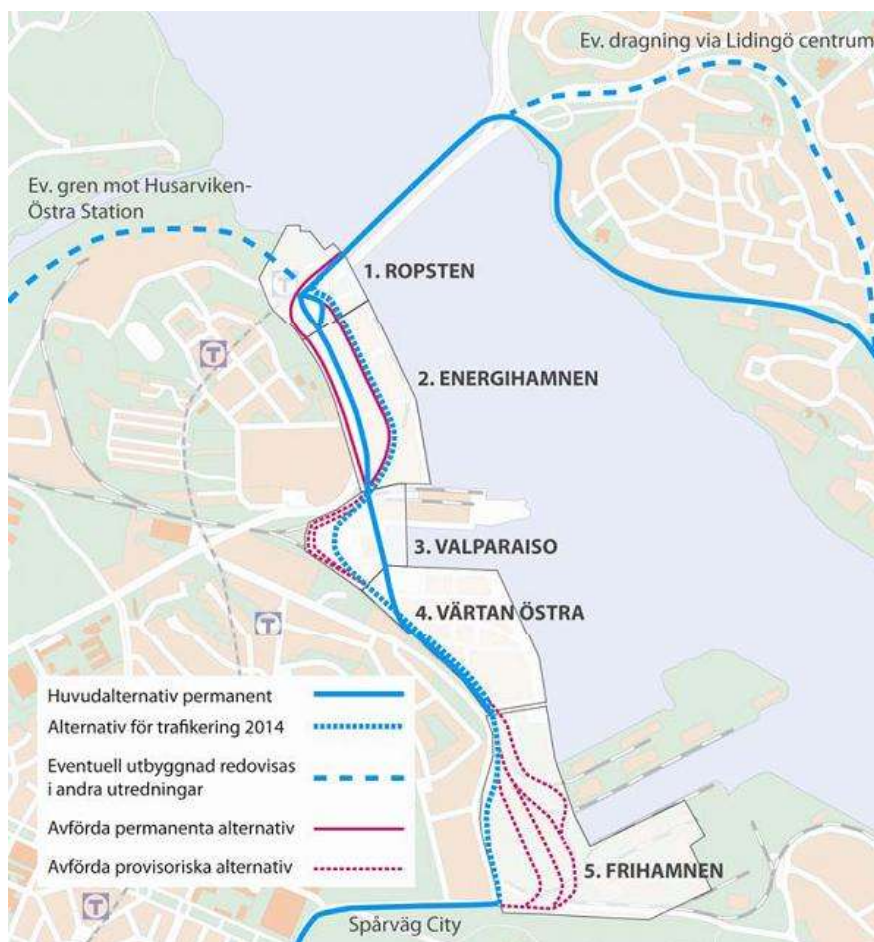 Ev. dragning via Lidingö centrum
Ev. gren mot Husarviken-
Östra Station
1. ROPSTEN
T
T
2. ENERGIHAMNEN
3. VALPARAISO
4. VÄRTAN ÖSTRA
T
Huvudalternativ permanent
Alternativ för trafikering 2014
Eventuell utbyggnad redovisas
i andra utredningar
Avförda permanenta alternativ
Avförda provisoriska alternativ
5. FRIHAMNEN
T
Spårväg City